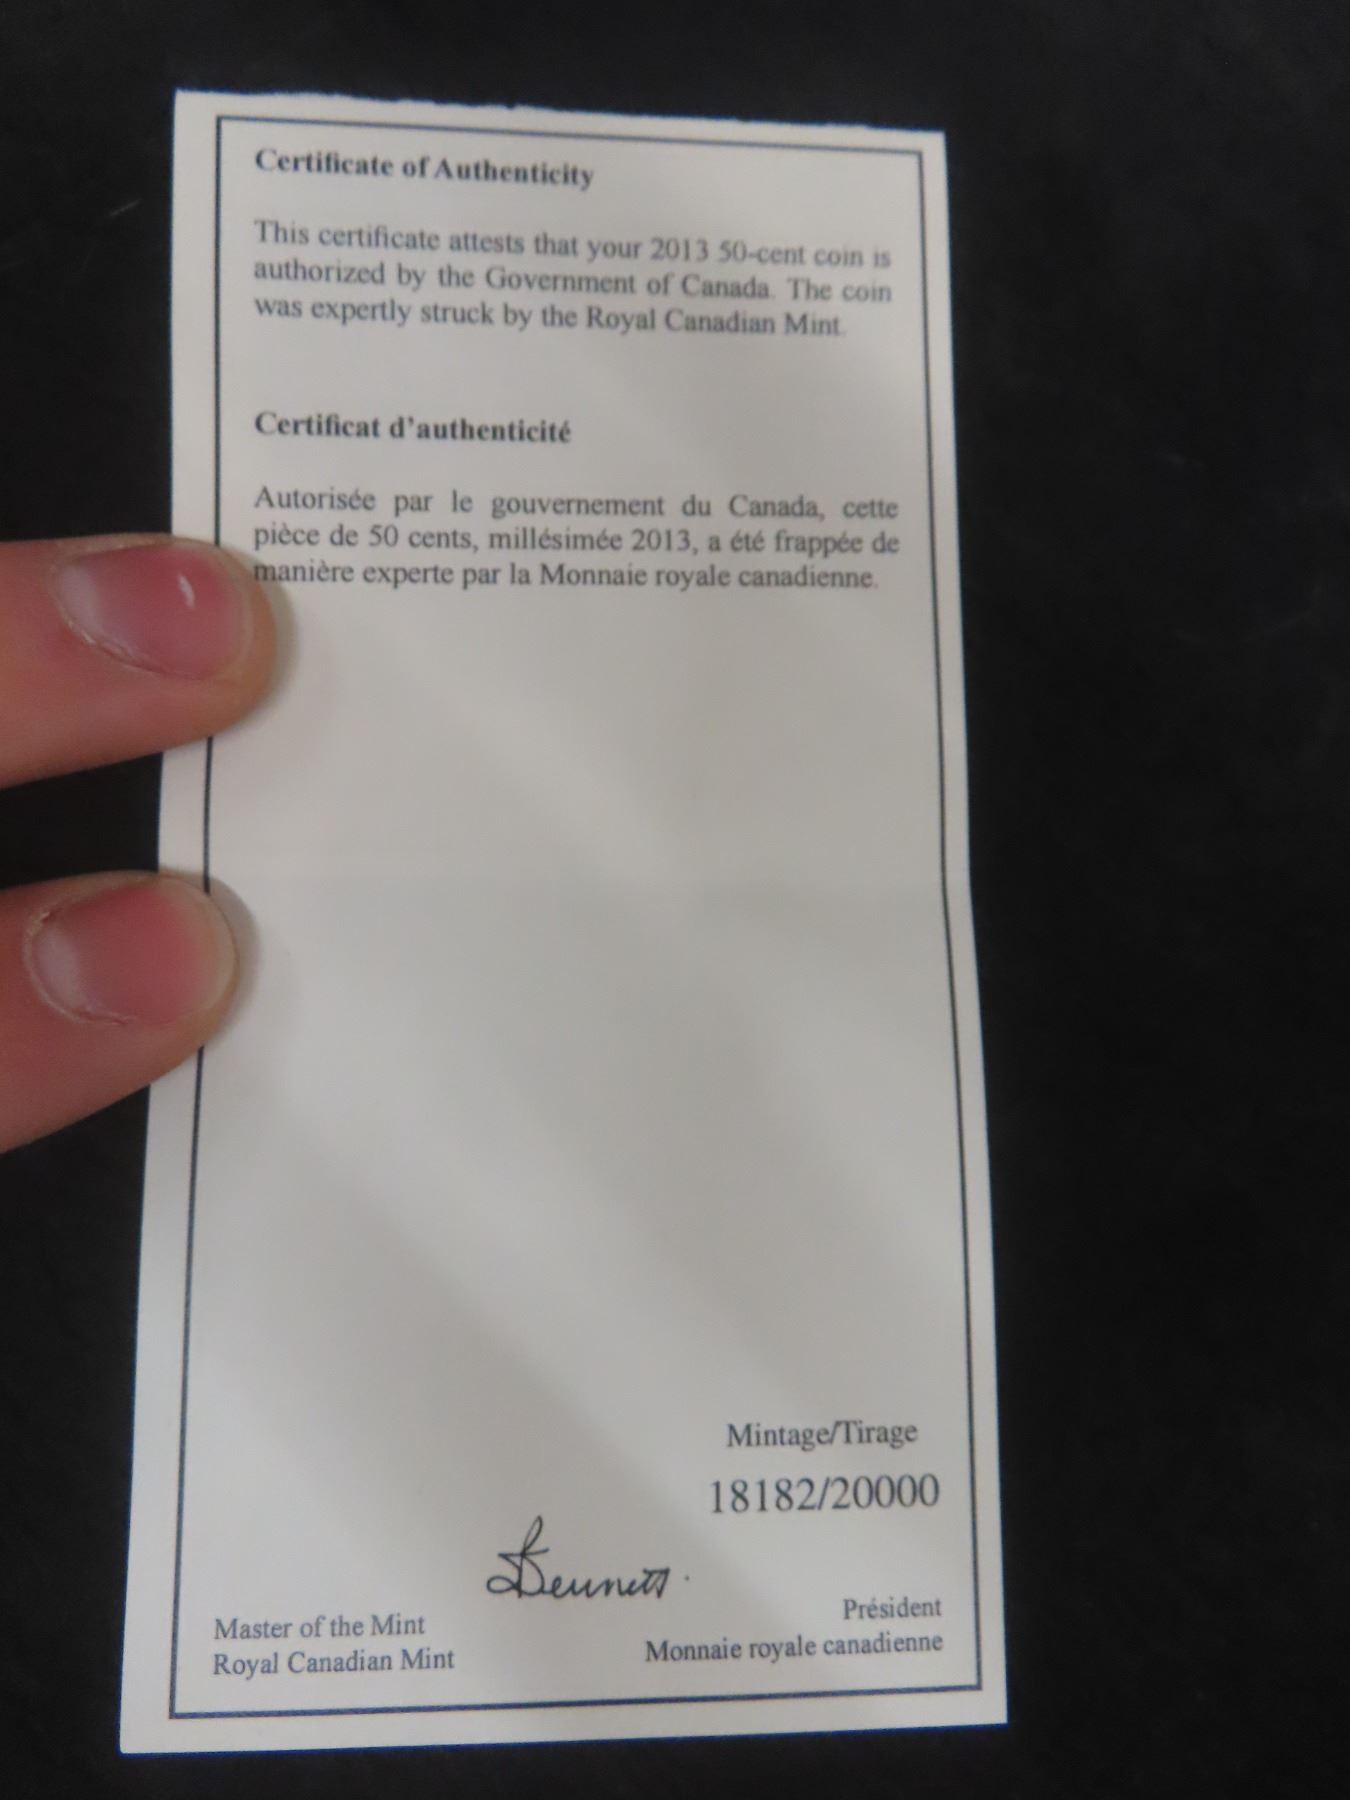 Certificate of Authenticity
This certificate attests that your 2013 50-cent coin is
authorized by the Government of Canada. The coin
was expertly struck by the Royal Canadian Mint.
Certificat d'authenticité
Autorisée par le gouvernement du Canada, cette
pièce de 50 cents, millésimée 2013, a été frappée de
manière experte par la Monnaie royale canadienne.
Mintage/Tirage
18182/20000
Bennett
Master of the Mint
Royal Canadian Mint
Président
Monnaie royale canadienne